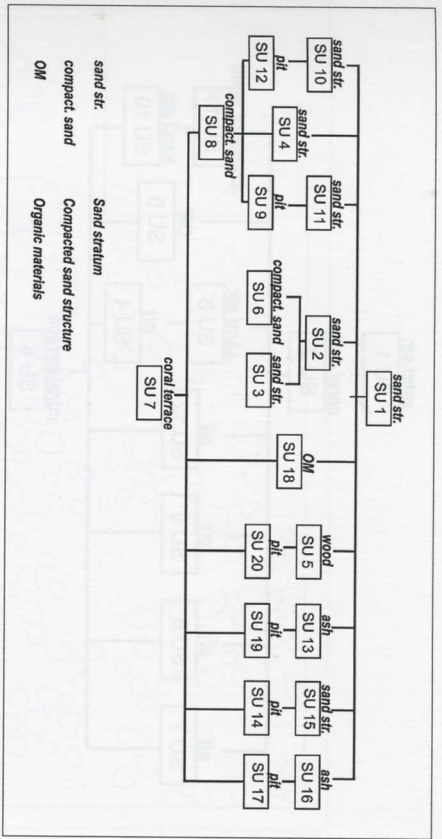 sand str.
SU 1
sand str. sand str. sand str. sand str. OM wood ash sand str. ash
SU 10 SU 4 SU 11 SU 2 SU 18 SU 5 SU 13 SU 15 SU 16
pit pit compact. sand sand str. pit pit pit pit
SU 12 SU 9 SU 6 SU 3 SU 20 SU 19 SU 14 SU 17
compact. sand
SU 8
coral terrace
SU 7
sand str. Sand stratum
compact. sand Compacted sand structure
OM Organic materials